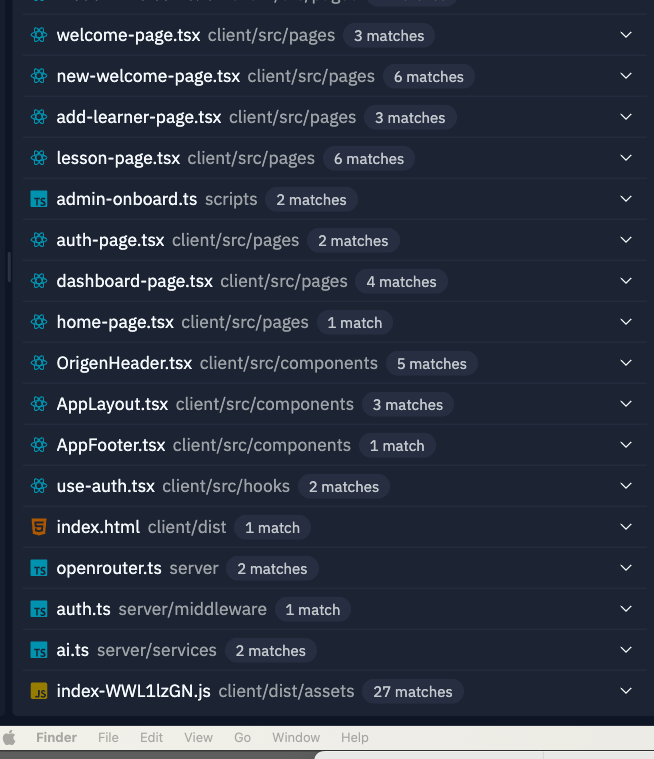 welcome-page.tsx client/src/pages 3 matches
new-welcome-page.tsx client/src/pages 6 matches
add-learner-page.tsx client/src/pages 3 matches
lesson-page.tsx client/src/pages 6 matches
TS admin-onboard.ts scripts 2 matches
auth-page.tsx client/src/pages 2 matches
dashboard-page.tsx client/src/pages 4 matches
home-page.tsx client/src/pages 1 match
OrigenHeader.tsx client/src/components 5 matches
AppLayout.tsx client/src/components 3 matches
AppFooter.tsx client/src/components 1 match
use-auth.tsx client/src/hooks 2 matches
index.html client/dist 1 match
TS openrouter.ts server 2 matches
TS auth.ts server/middleware 1 match
TS ai.ts server/services 2 matches
JS index-WWL1lzGN.js client/dist/assets 27 matches
Finder File Edit View Go Window Help